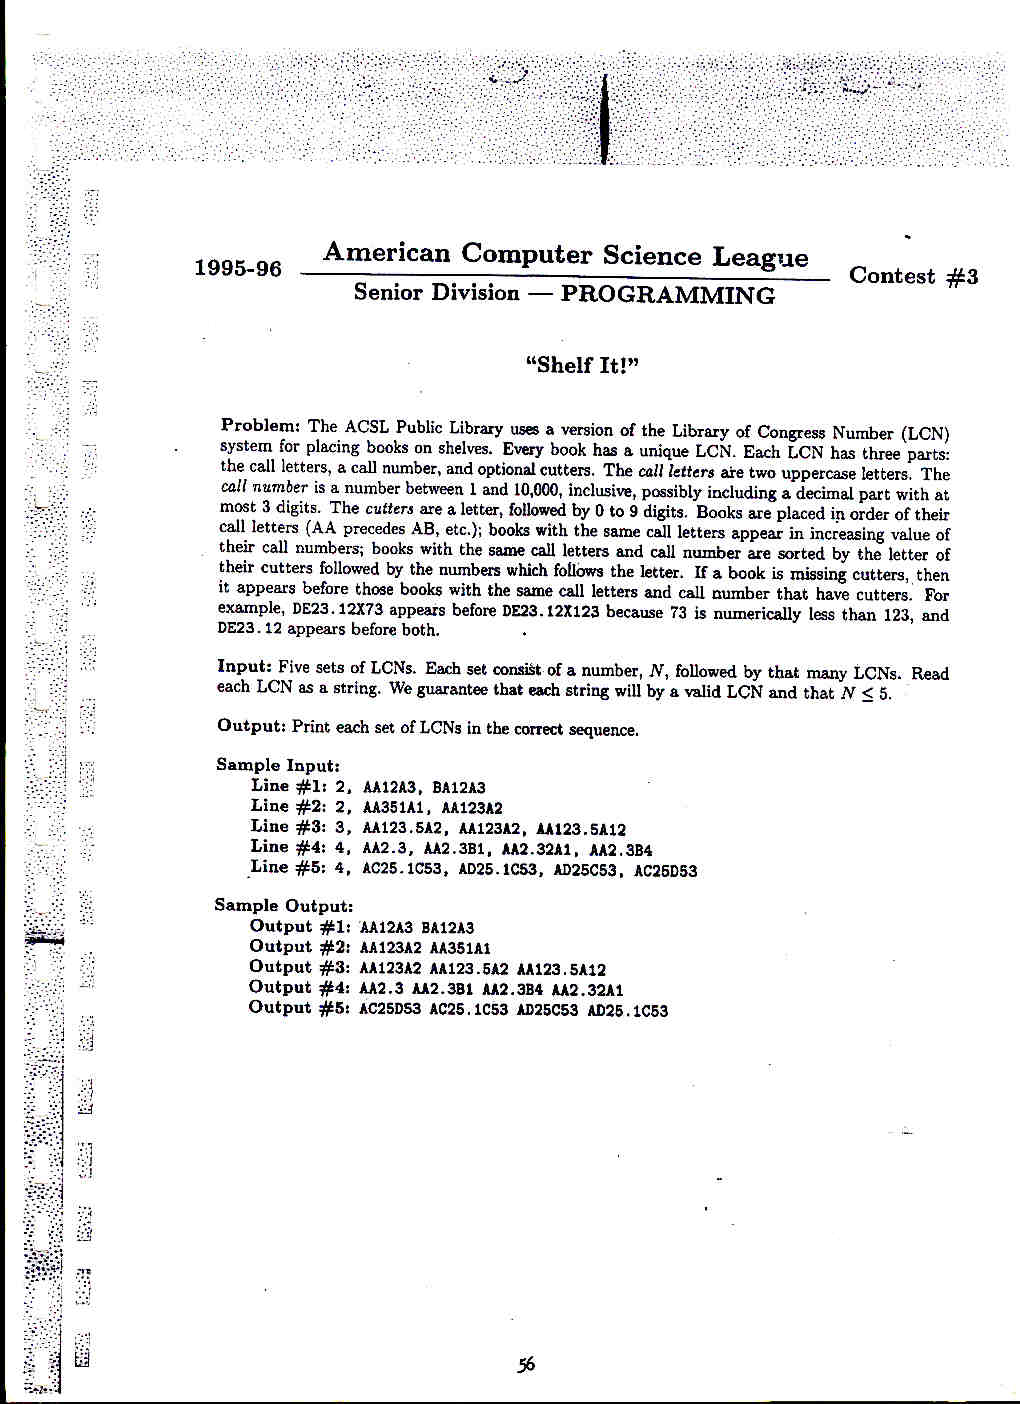 American Computer Science League
1995-96
Contest #3
Senior Division — PROGRAMMING
“Shelf It!”
Problem: The ACSL Public Library uses a version of the Library of Congress Number (LCN)
system for placing books on shelves. Every book has a unique LCN. Each LCN has three parts:
the call letters, a call number, and optional cutters. The call letters are two uppercase letters. The
call number is a number between 1 and 10,000, inclusive, possibly including a decimal part with at
most 3 digits. The cutters are a letter, followed by 0 to 9 digits. Books are placed in order of their
call letters (AA precedes AB, etc.); books with the same call letters appear in increasing value of
their call numbers; books with the same call letters and call number are sorted by the letter of
their cutters followed by the numbers which follows the letter. If a book is missing cutters, then
it appears before those books with the same call letters and call number that have cutters. For
example, DE23.12X73 appears before DE23.12X123 because 73 is numerically less than 123, and
DE23.12 appears before both.
Input: Five sets of LCNs. Each set consist of a number, N, followed by that many LCNs. Read
each LCN as a string. We guarantee that each string will by a valid LCN and that N ≤ 5.
Output: Print each set of LCNs in the correct sequence.
Sample Input:
Line #1: 2, AA12A3, BA12A3
Line #2: 2, AA351A1, AA123A2
Line #3: 3, AA123.5A2, AA123A2, AA123.5A12
Line #4: 4, AA2.3, AA2.3B1, AA2.32A1, AA2.3B4
Line #5: 4, AC25.1C53, AD25.1C53, AD25C53, AC25D53
Sample Output:
Output #1: AA12A3 BA12A3
Output #2: AA123A2 AA351A1
Output #3: AA123A2 AA123.5A2 AA123.5A12
Output #4: AA2.3 AA2.3B1 AA2.3B4 AA2.32A1
Output #5: AC25D53 AC25.1C53 AD25C53 AD25.1C53
56